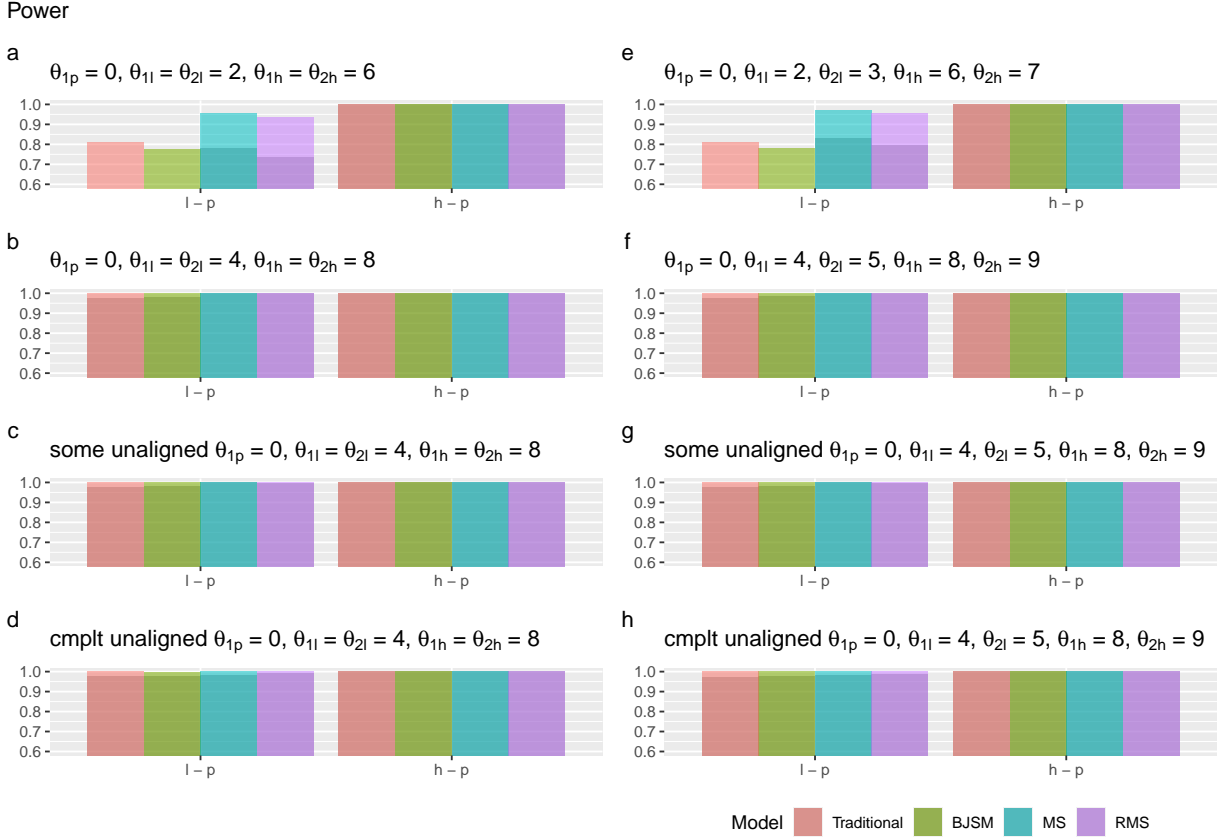 Power
a
θ1p = 0, θ1l = θ2l = 2, θ1h = θ2h = 6
1.0
0.9
0.8
0.7
0.6
l − p
h − p
b
θ1p = 0, θ1l = θ2l = 4, θ1h = θ2h = 8
1.0
0.9
0.8
0.7
0.6
l − p
h − p
c
some unaligned θ1p = 0, θ1l = θ2l = 4, θ1h = θ2h = 8
1.0
0.9
0.8
0.7
0.6
l − p
h − p
d
cmplt unaligned θ1p = 0, θ1l = θ2l = 4, θ1h = θ2h = 8
1.0
0.9
0.8
0.7
0.6
l − p
h − p
e
θ1p = 0, θ1l = 2, θ2l = 3, θ1h = 6, θ2h = 7
1.0
0.9
0.8
0.7
0.6
l − p
h − p
f
θ1p = 0, θ1l = 4, θ2l = 5, θ1h = 8, θ2h = 9
1.0
0.9
0.8
0.7
0.6
l − p
h − p
g
some unaligned θ1p = 0, θ1l = 4, θ2l = 5, θ1h = 8, θ2h = 9
1.0
0.9
0.8
0.7
0.6
l − p
h − p
h
cmplt unaligned θ1p = 0, θ1l = 4, θ2l = 5, θ1h = 8, θ2h = 9
1.0
0.9
0.8
0.7
0.6
l − p
h − p
Model Traditional BJSM MS RMS